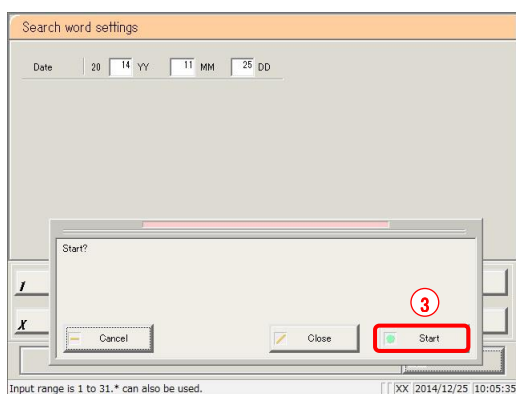 Search word settings
Date 20 14 YY 11 MM 25 DD
Start?
3
1
X
Cancel Close Start
Input range is 1 to 31.* can also be used. [ [ XX 2014/12/25 10:05:35